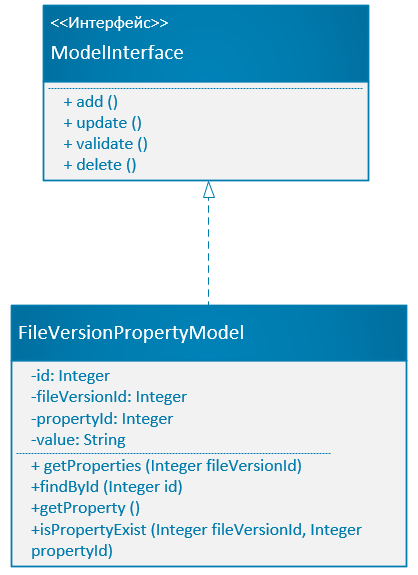 <<Интерфейс>>
ModelInterface
+ add ()
+ update ()
+ validate ()
+ delete ()
FileVersionPropertyModel
-id: Integer
-fileVersionId: Integer
-propertyId: Integer
-value: String
+ getProperties (Integer fileVersionId)
+findById (Integer id)
+getProperty ()
+isPropertyExist (Integer fileVersionId, Integer
propertyId)